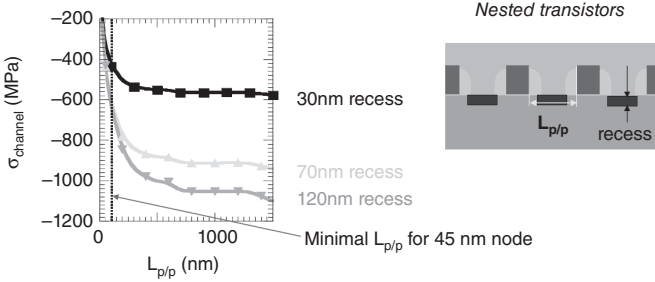 Nested transistors
σchannel (MPa)
−200
−400
−600
−800
−1000
−1200
0
1000
Lp/p (nm)
30nm recess
70nm recess
120nm recess
Minimal Lp/p for 45 nm node
Lp/p
recess